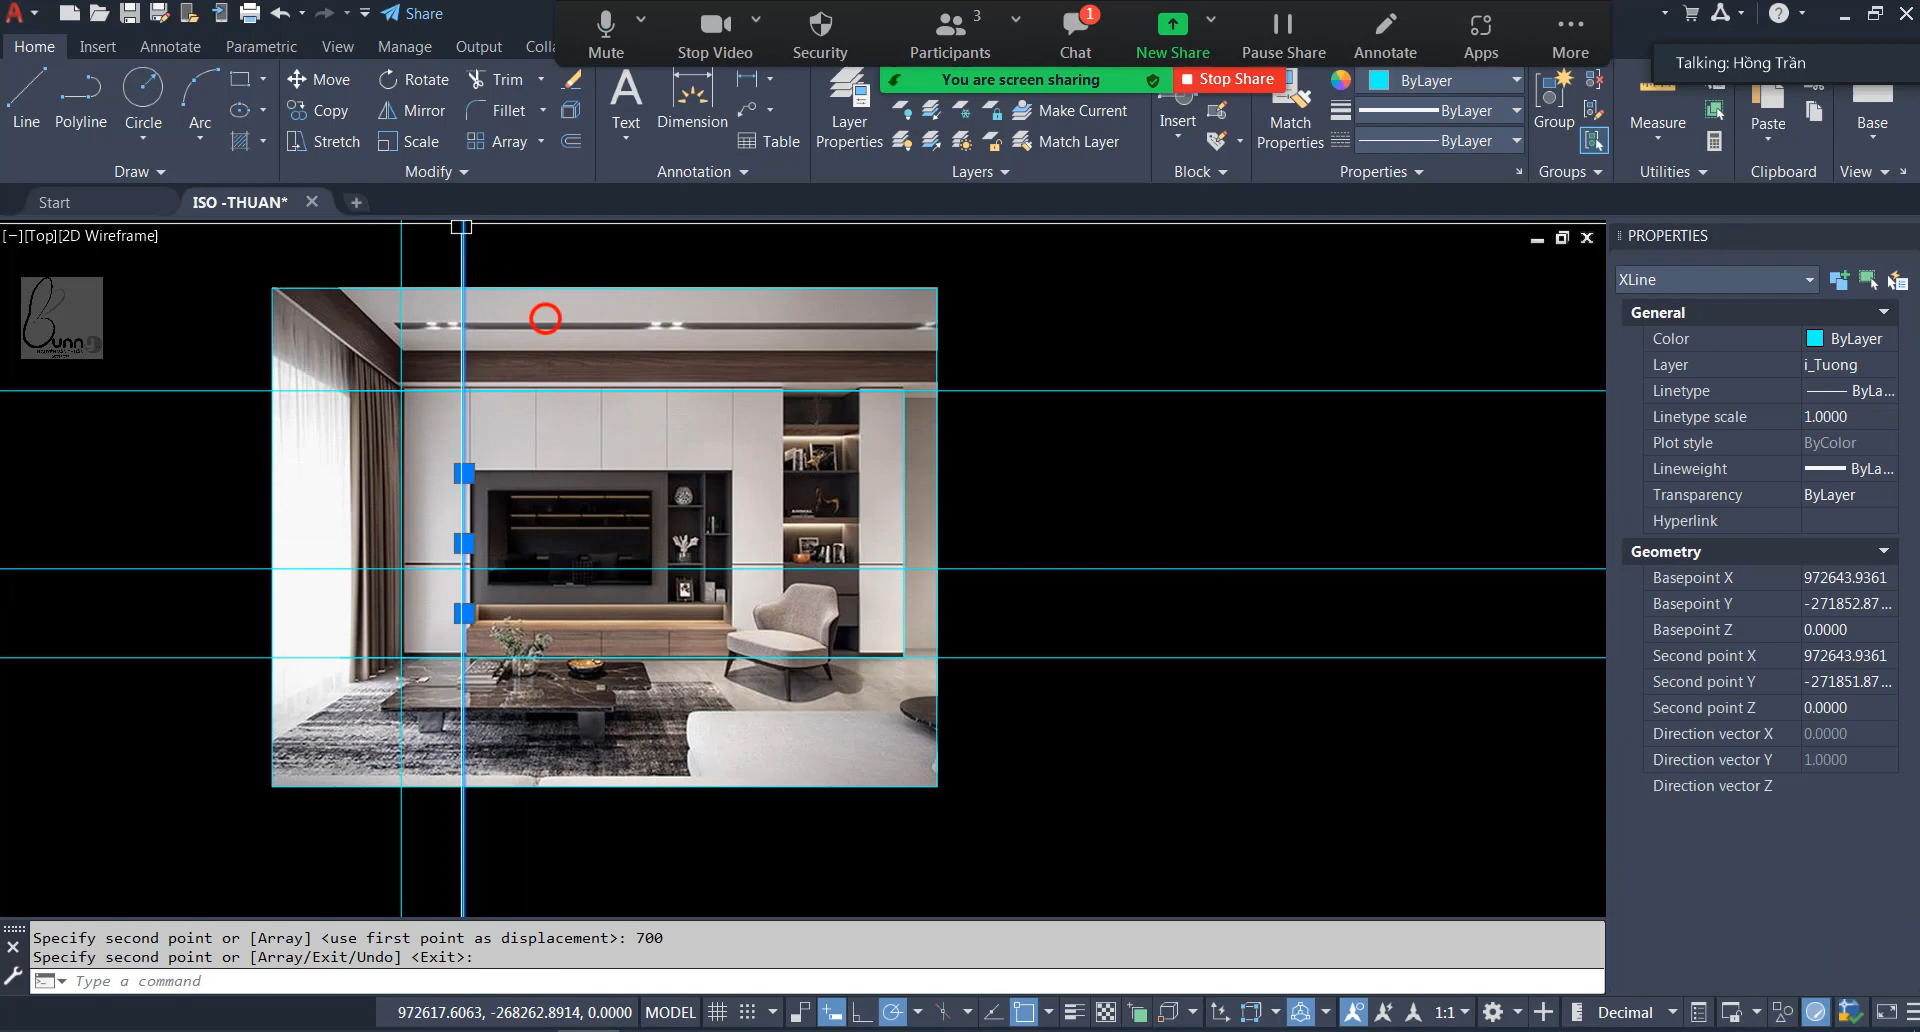 Share
Home Insert Annotate Parametric View Manage Output Colla
Mute Stop Video Security Participants 3 Chat 1 New Share Pause Share Annotate Apps More
You are screen sharing Stop Share
Talking: Hồng Trần
Line Polyline Circle Arc
Move Rotate Trim
Copy Mirror Fillet
Stretch Scale Array
Text Dimension Table
Layer Properties Make Current Match Layer
Insert
Match Properties
ByLayer
ByLayer
ByLayer
Group Measure Paste Base
Draw Modify Annotation Layers Block Properties Groups Utilities Clipboard View
Start ISO -THUAN*
[−][Top][2D Wireframe]
PROPERTIES
XLine
General
Color ByLayer
Layer i_Tuong
Linetype ByLa...
Linetype scale 1.0000
Plot style ByColor
Lineweight ByLa...
Transparency ByLayer
Hyperlink
Geometry
Basepoint X 972643.9361
Basepoint Y -271852.87...
Basepoint Z 0.0000
Second point X 972643.9361
Second point Y -271851.87...
Second point Z 0.0000
Direction vector X 0.0000
Direction vector Y 1.0000
Direction vector Z
Specify second point or [Array] <use first point as displacement>: 700
Specify second point or [Array/Exit/Undo] <Exit>:
Type a command
972617.6063, -268262.8914, 0.0000 MODEL 1:1 Decimal